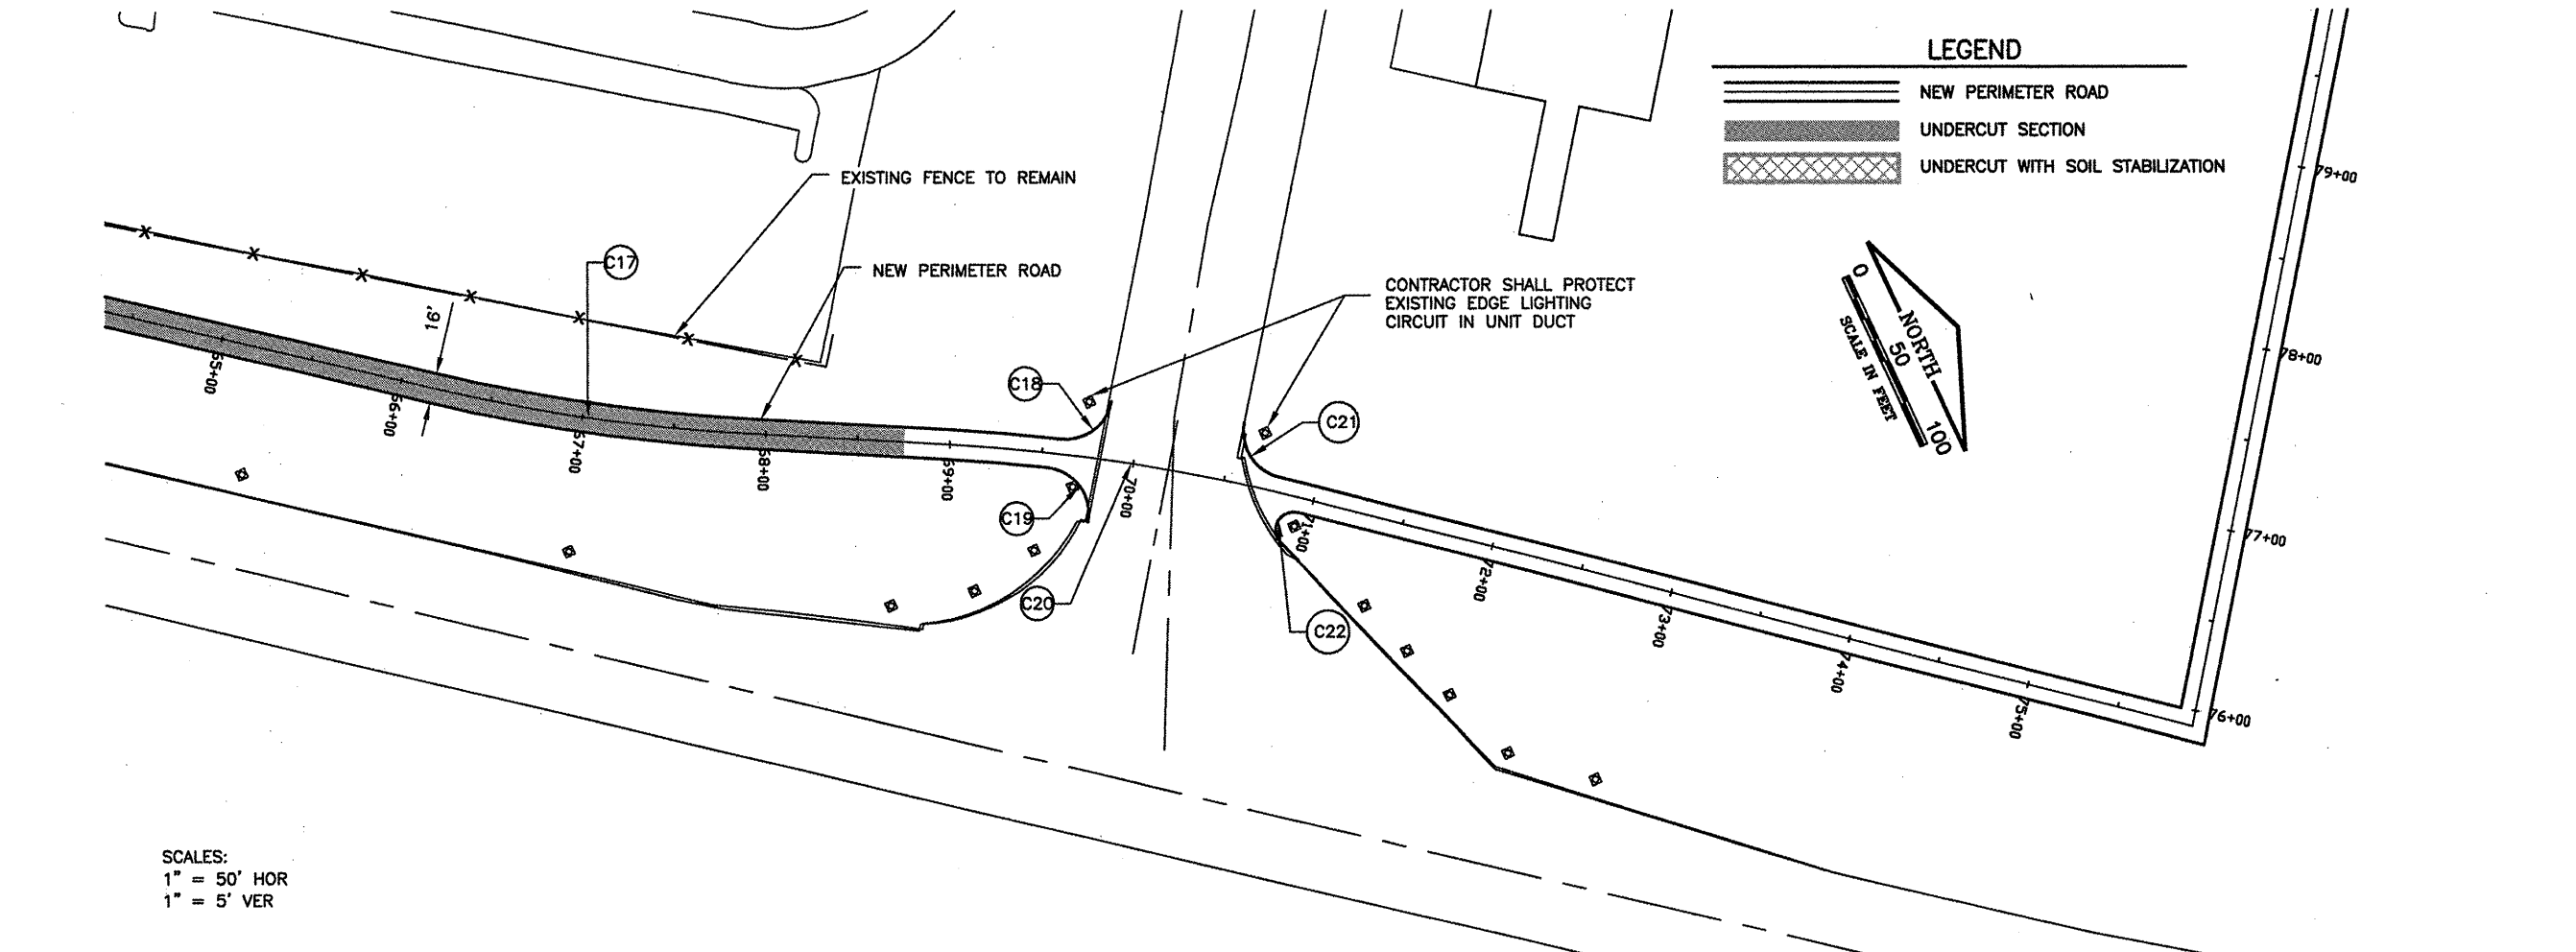 LEGEND
NEW PERIMETER ROAD
UNDERCUT SECTION
UNDERCUT WITH SOIL STABILIZATION
EXISTING FENCE TO REMAIN
NEW PERIMETER ROAD
CONTRACTOR SHALL PROTECT
EXISTING EDGE LIGHTING
CIRCUIT IN UNIT DUCT
C17
16'
C18
C21
C19
C20
C22
55+00
56+00
57+00
58+00
59+00
70+00
71+00
72+00
73+00
74+00
75+00
76+00
77+00
78+00
79+00
NORTH
0
50
100
SCALE IN FEET
SCALES:
1" = 50' HOR
1" = 5' VER